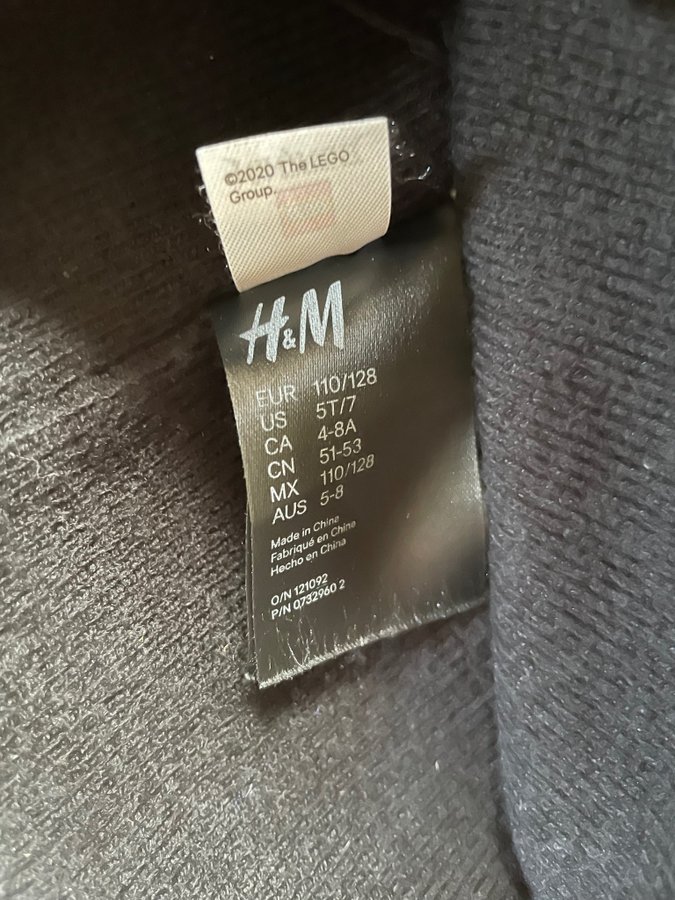 ©2020 The LEGO
Group.
H&M
EUR 110/128
US 5T/7
CA 4-8A
CN 51-53
MX 110/128
AUS 5-8
Made in China
Fabriqué en Chine
Hecho en China
O/N 121092
P/N 0732960 2